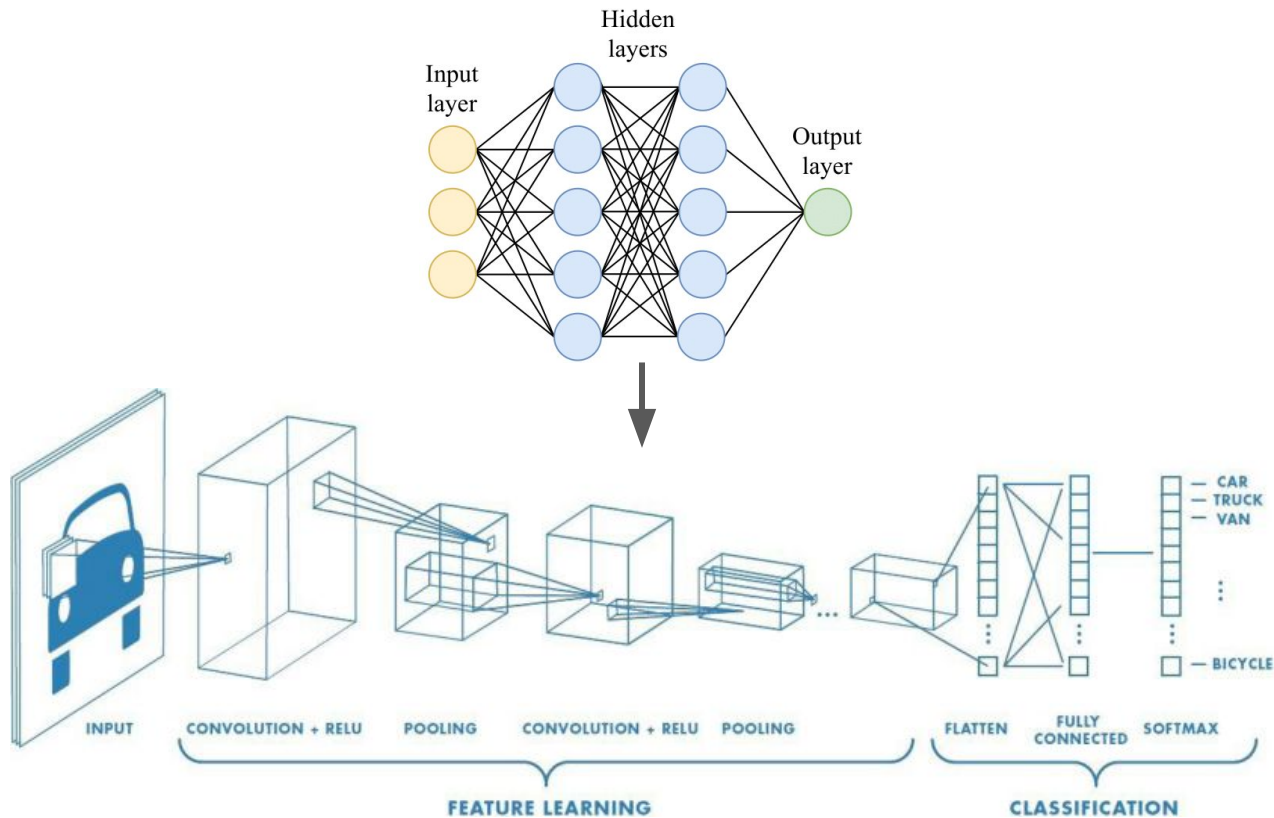 Hidden
layers
Input
layer
Output
layer
CAR
TRUCK
VAN
BICYCLE
INPUT
CONVOLUTION + RELU
POOLING
CONVOLUTION + RELU
POOLING
FLATTEN
FULLY
CONNECTED
SOFTMAX
FEATURE LEARNING
CLASSIFICATION